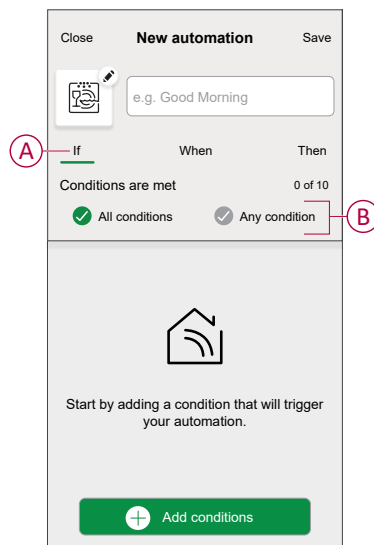 Close New automation Save
e.g. Good Morning
A If When Then
Conditions are met 0 of 10
All conditions Any condition B
Start by adding a condition that will trigger
your automation.
Add conditions